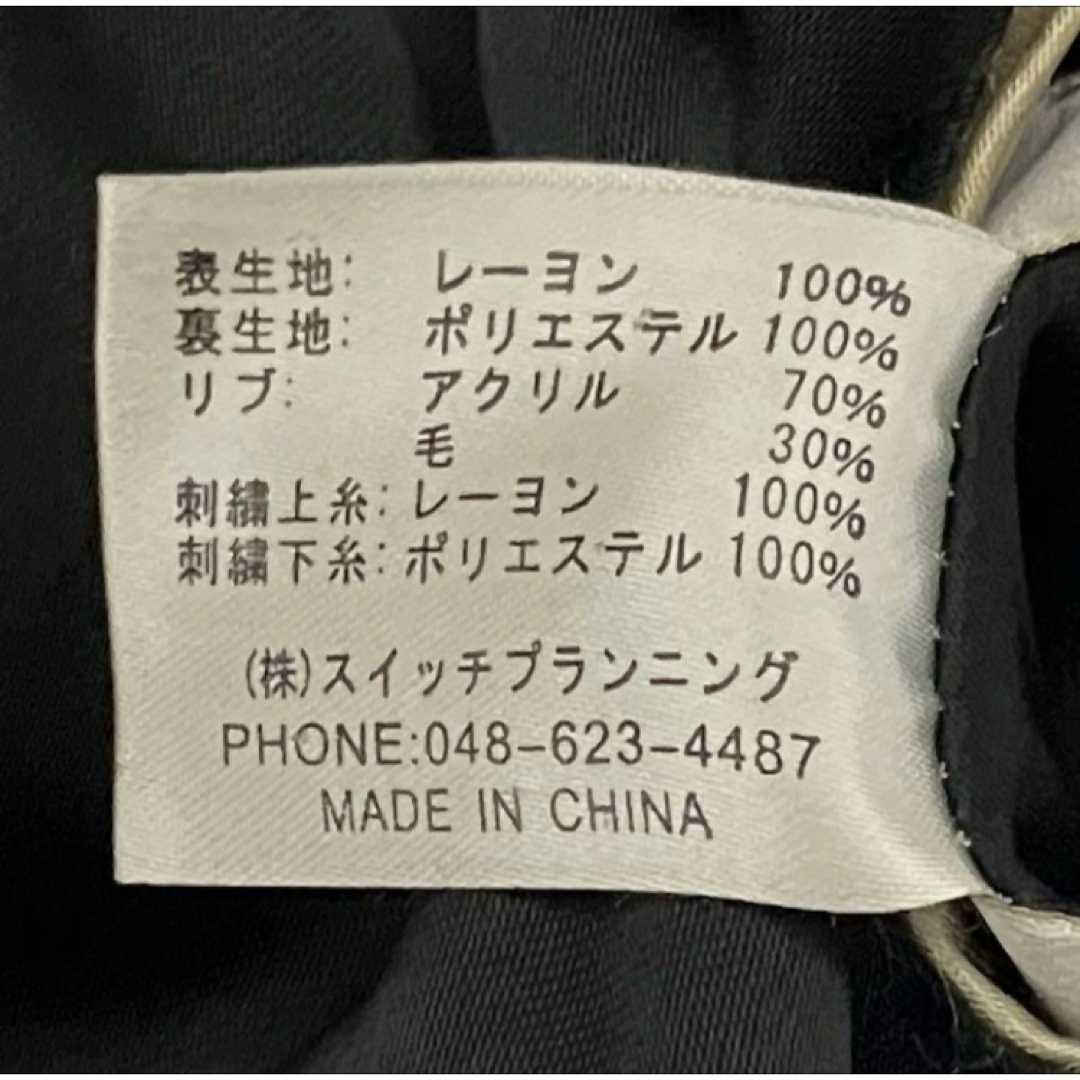 表生地: レーヨン 100%
裏生地: ポリエステル 100%
リブ: アクリル 70%
毛 30%
刺繍上糸: レーヨン 100%
刺繍下糸: ポリエステル 100%
(株)スイッチプランニング
PHONE:048-623-4487
MADE IN CHINA